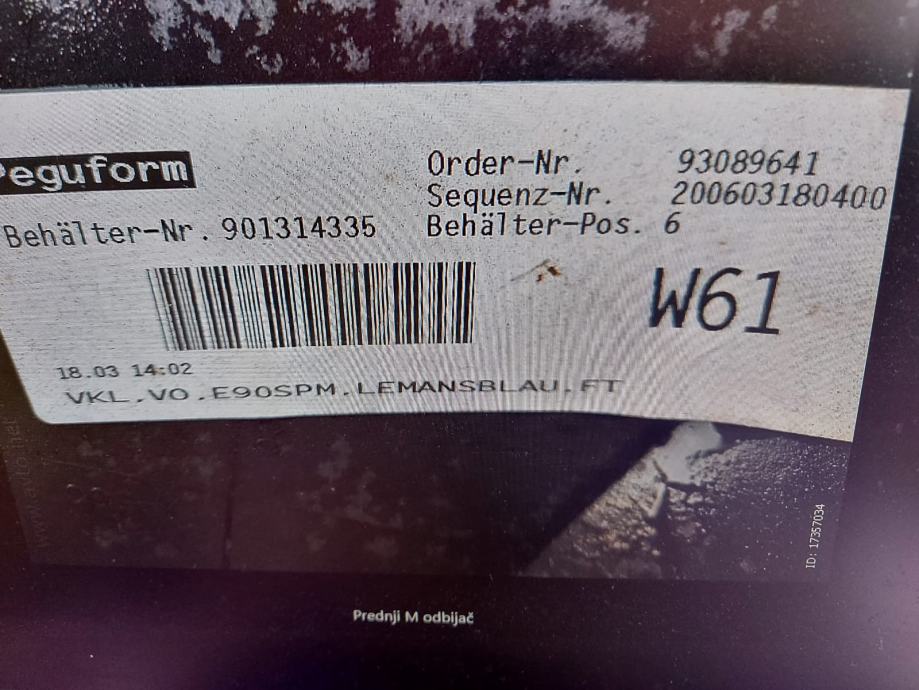 Peguform
Order-Nr. 93089641
Sequenz-Nr. 200603180400
Behälter-Nr. 901314335 Behälter-Pos. 6
W61
18.03 14:02
VKL.VO.E90SPM.LEMANSBLAU.FT
ID: 17357034
Prednji M odbijač